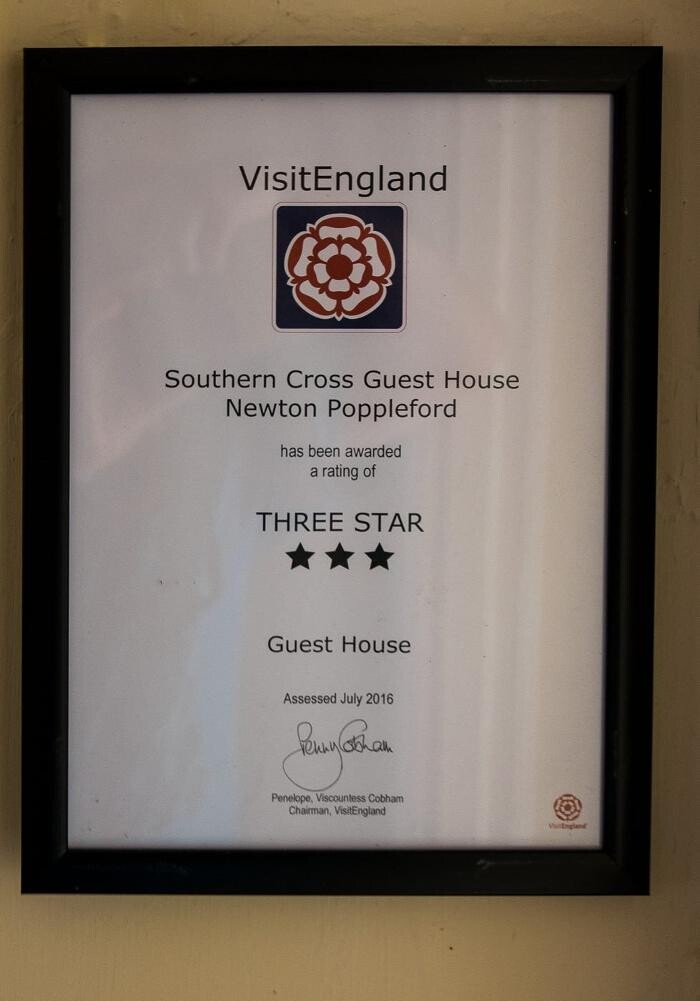 VisitEngland
Southern Cross Guest House
Newton Poppleford
has been awarded
a rating of
THREE STAR
Guest House
Assessed July 2016
Penny Cobham
Penelope, Viscountess Cobham
Chairman, VisitEngland
VisitEngland